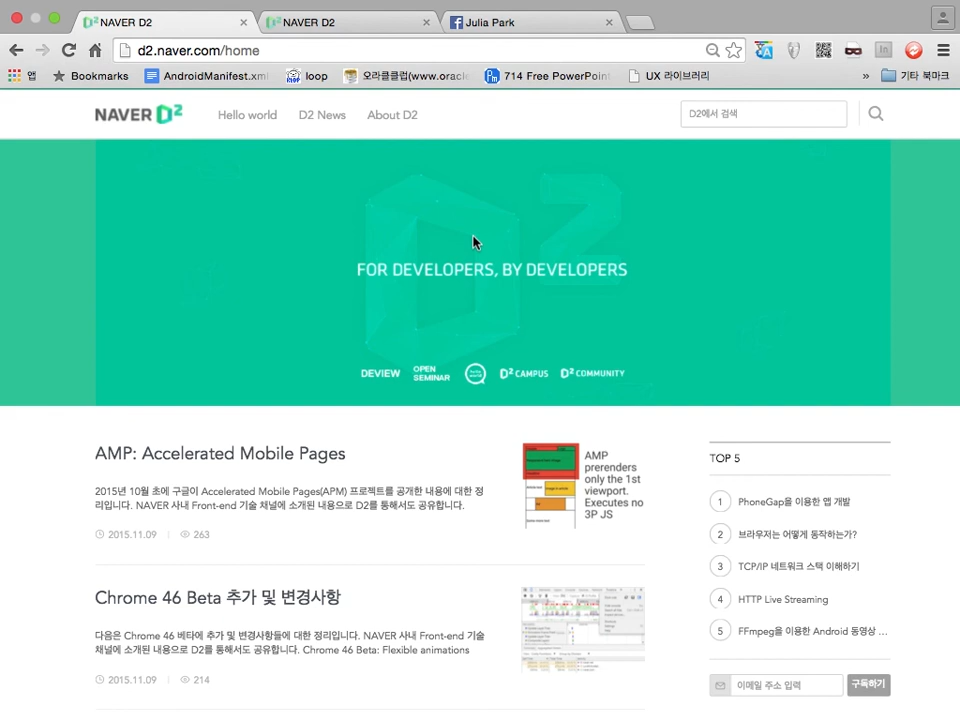 NAVER D2
NAVER D2
Julia Park
d2.naver.com/home
앱
Bookmarks
AndroidManifest.xml
loop
오라클클럽(www.oracle
714 Free PowerPoint
UX 라이브러리
»
기타 북마크
NAVER D2
Hello world
D2 News
About D2
D2에서 검색
D2
FOR DEVELOPERS, BY DEVELOPERS
DEVIEW
OPEN
SEMINAR
D2 CAMPUS
D2 COMMUNITY
AMP: Accelerated Mobile Pages
2015년 10월 초에 구글이 Accelerated Mobile Pages(APM) 프로젝트를 공개한 내용에 대한 정
리입니다. NAVER 사내 Front-end 기술 채널에 소개된 내용으로 D2를 통해서도 공유합니다.
2015.11.09
263
AMP
prerenders
only the 1st
viewport.
Executes no
3P JS
Chrome 46 Beta 추가 및 변경사항
다음은 Chrome 46 베타에 추가 및 변경사항들에 대한 정리입니다. NAVER 사내 Front-end 기술
채널에 소개된 내용으로 D2를 통해서도 공유합니다. Chrome 46 Beta: Flexible animations
2015.11.09
214
TOP 5
1 PhoneGap을 이용한 앱 개발
2 브라우저는 어떻게 동작하는가?
3 TCP/IP 네트워크 스택 이해하기
4 HTTP Live Streaming
5 FFmpeg을 이용한 Android 동영상 ...
이메일 주소 입력
구독하기